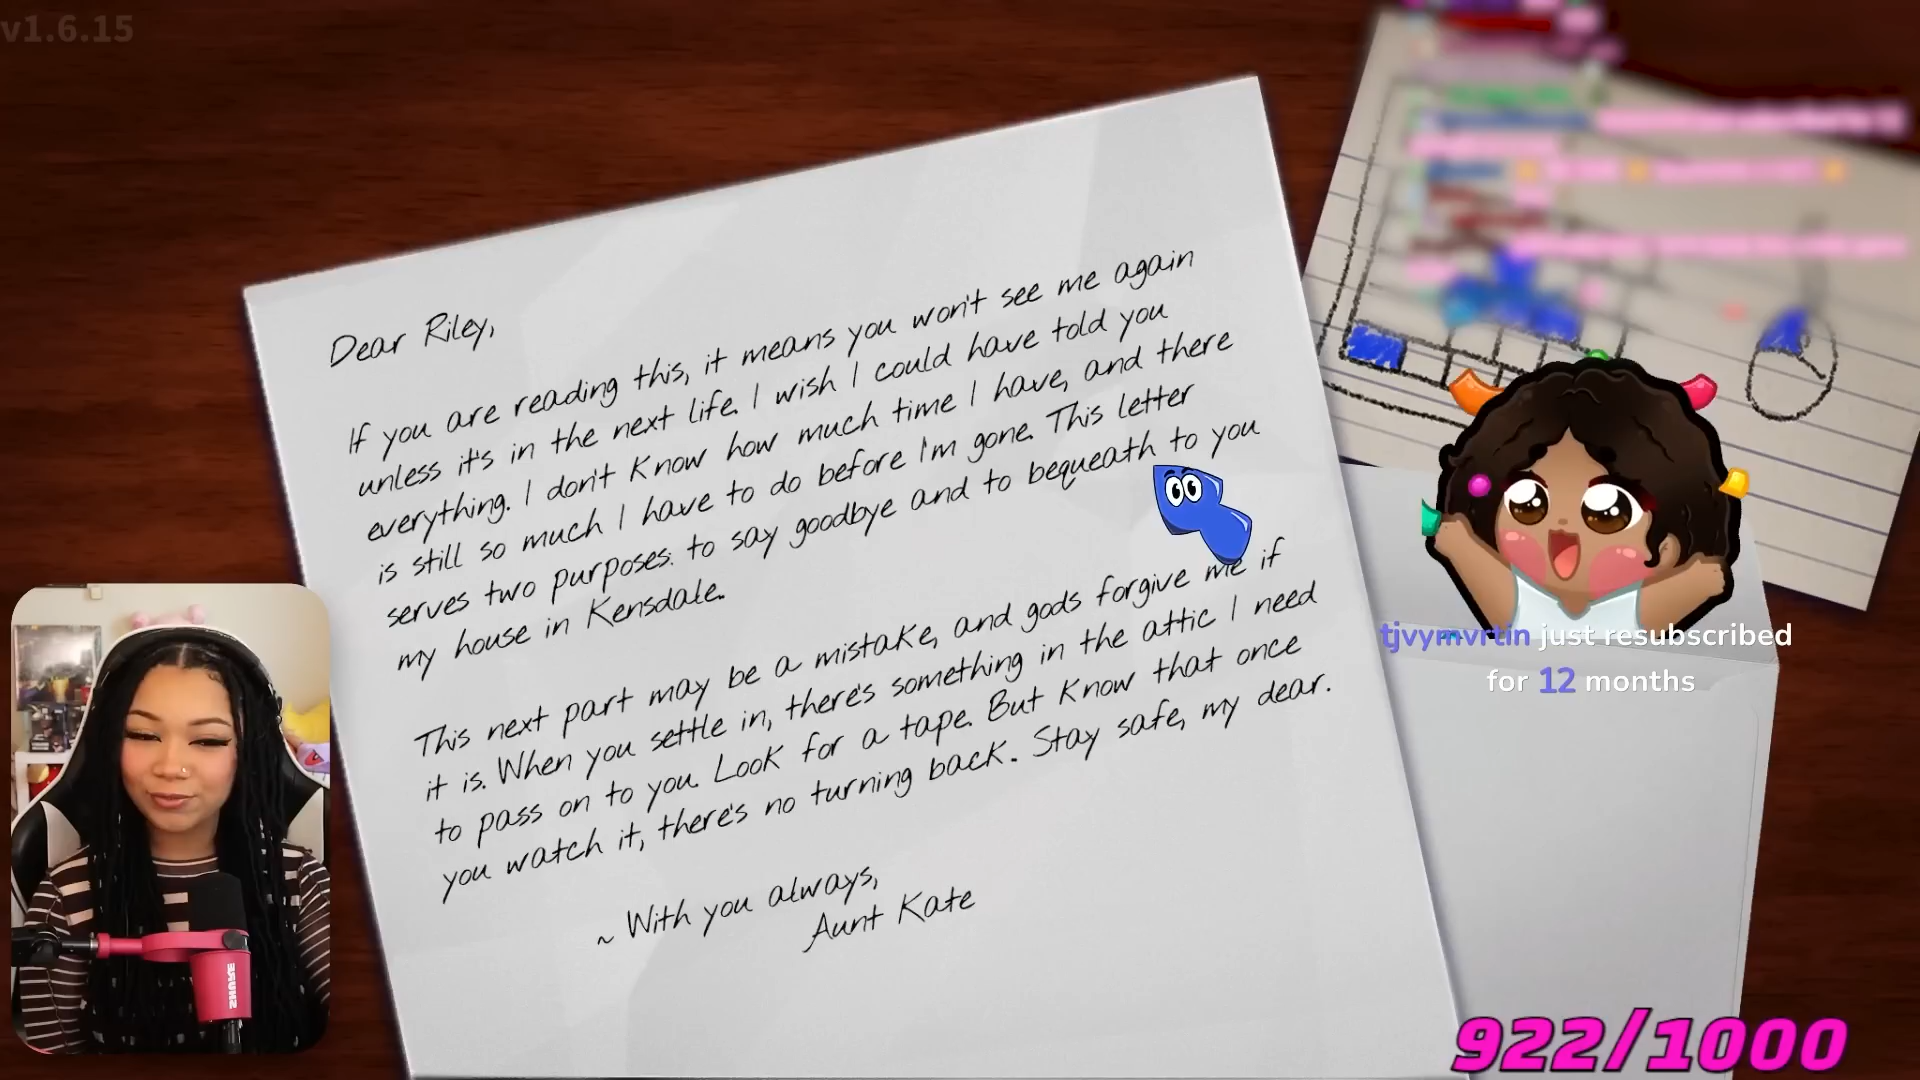 v1.6.15
Dear Riley,
If you are reading this, it means you won't see me again
unless it's in the next life. I wish I could have told you
everything. I don't know how much time I have, and there
is still so much I have to do before I'm gone. This letter
serves two purposes: to say goodbye and to bequeath to you
my house in Kensdale.
This next part may be a mistake, and gods forgive me if
it is. When you settle in, there's something in the attic I need
to pass on to you. Look for a tape. But know that once
you watch it, there's no turning back. Stay safe, my dear.
~ With you always,
Aunt Kate
tjvymvrtin just resubscribed
for 12 months
SHURE
922/1000